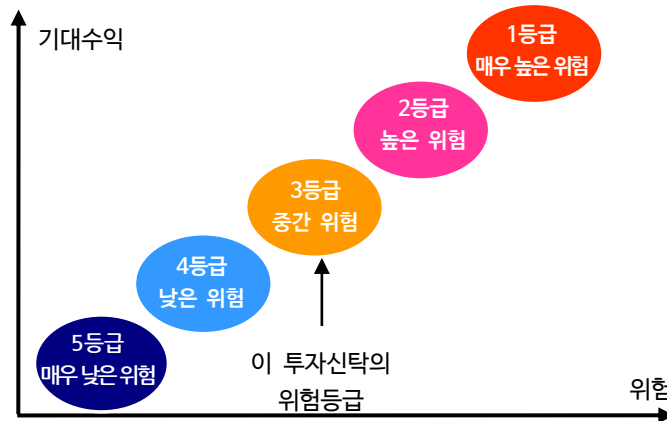 기대수익
1등급
매우 높은 위험
2등급
높은 위험
3등급
중간 위험
4등급
낮은 위험
5등급
매우 낮은 위험
이 투자신탁의
위험등급
위험